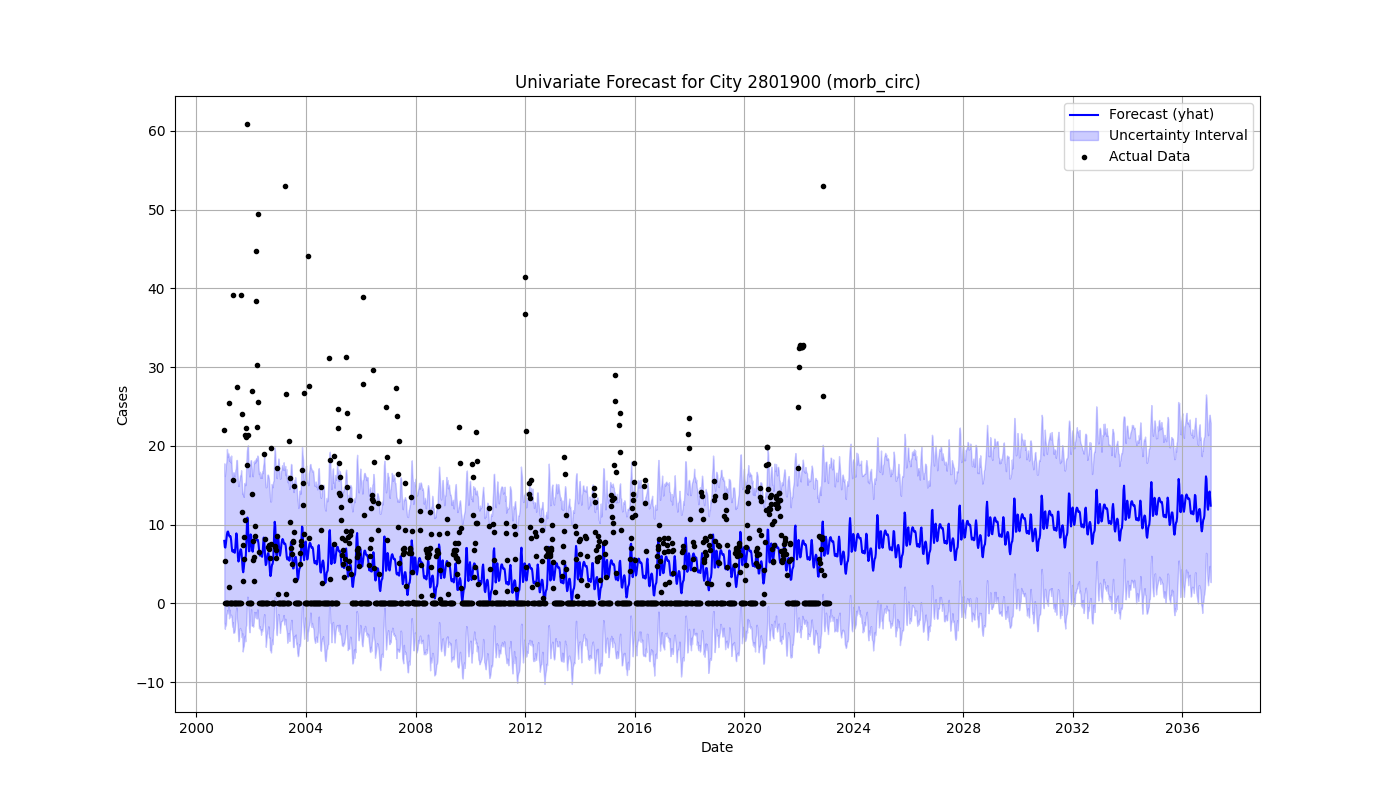 Univariate Forecast for City 2801900 (morb_circ)
Forecast (yhat)
Uncertainty Interval
Actual Data
Cases
60
50
40
30
20
10
0
−10
2000 2004 2008 2012 2016 2020 2024 2028 2032 2036
Date